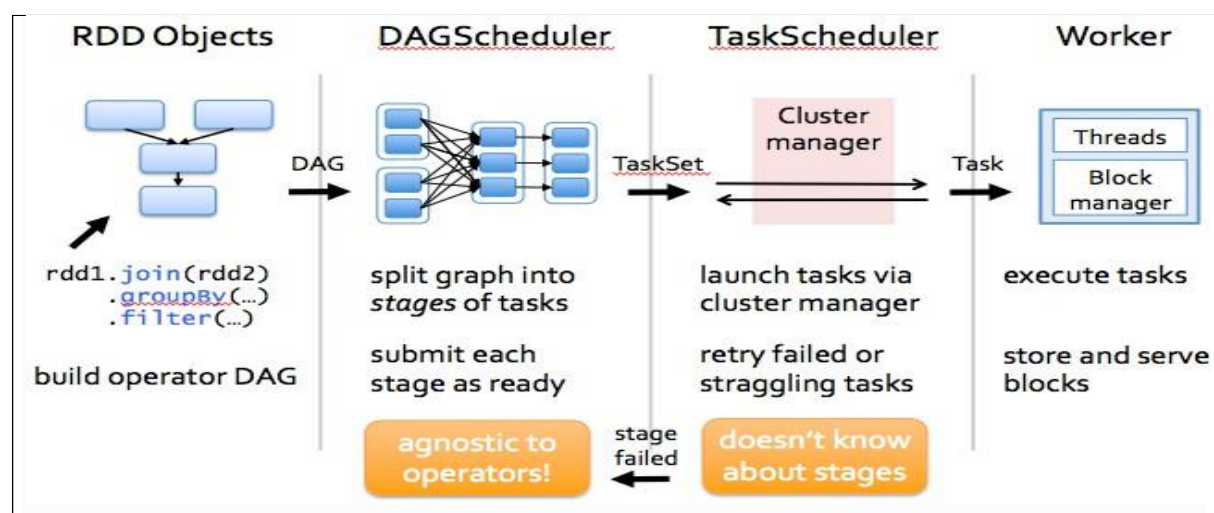 RDD Objects
DAGScheduler
TaskScheduler
Worker
DAG
TaskSet
Cluster
manager
Task
Threads
Block
manager
rdd1.join(rdd2)
.groupBy(…)
.filter(…)
build operator DAG
split graph into
stages of tasks
submit each
stage as ready
agnostic to
operators!
stage
failed
launch tasks via
cluster manager
retry failed or
straggling tasks
doesn't know
about stages
execute tasks
store and serve
blocks